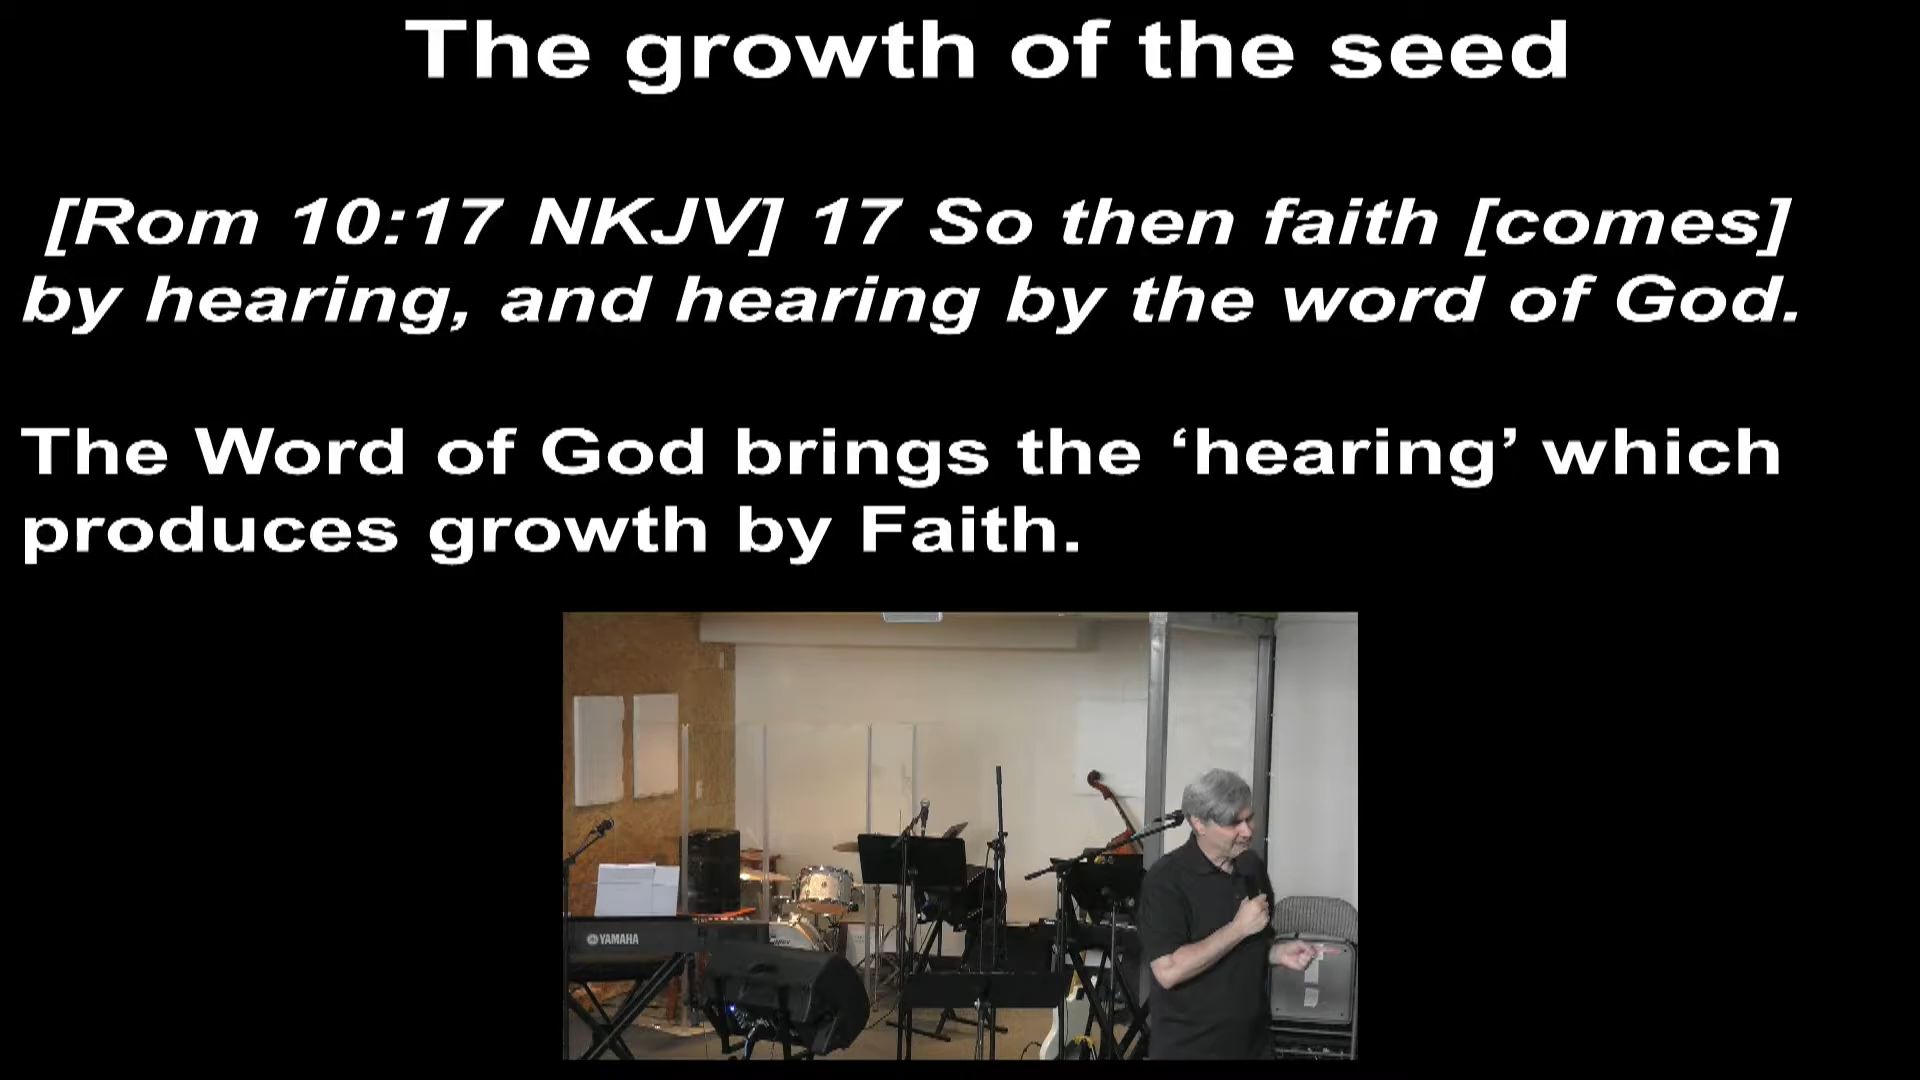 The growth of the seed
[Rom 10:17 NKJV] 17 So then faith [comes]
by hearing, and hearing by the word of God.
The Word of God brings the ‘hearing’ which
produces growth by Faith.
YAMAHA